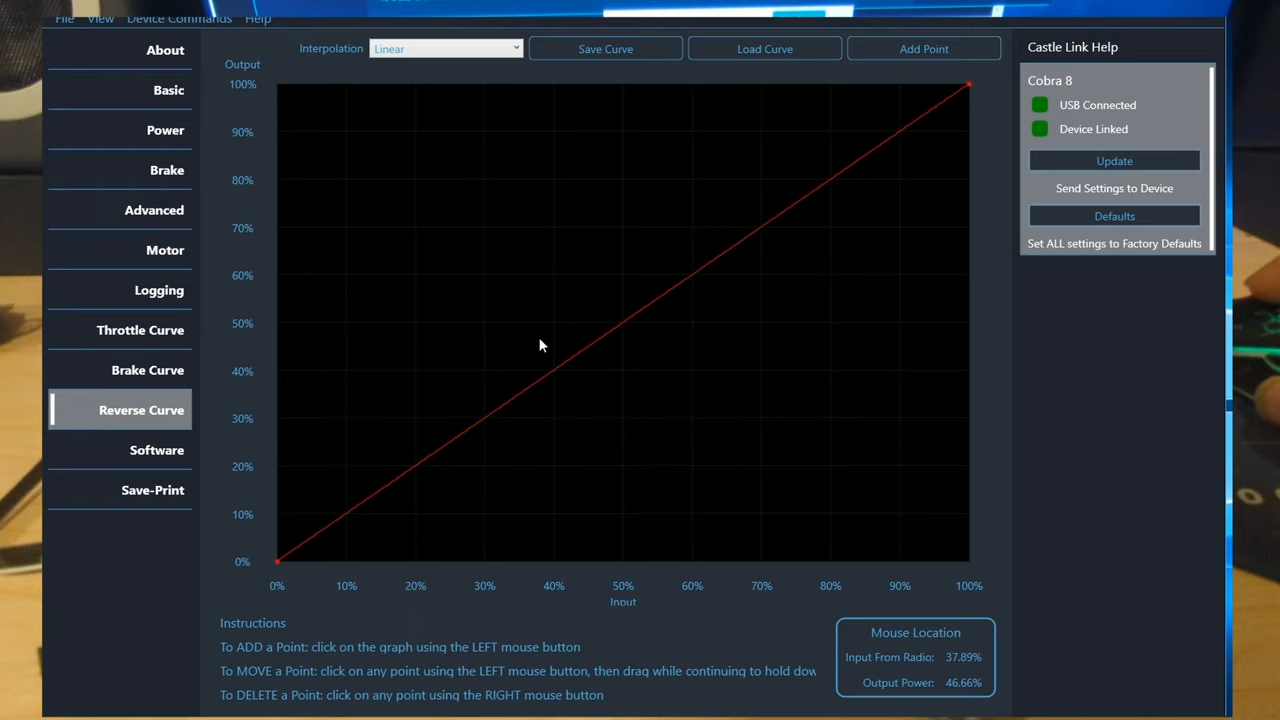 File View Device Commands Help
About
Basic
Power
Brake
Advanced
Motor
Logging
Throttle Curve
Brake Curve
Reverse Curve
Software
Save-Print
Interpolation Linear Save Curve Load Curve Add Point
Output
100%
90%
80%
70%
60%
50%
40%
30%
20%
10%
0%
0% 10% 20% 30% 40% 50% 60% 70% 80% 90% 100%
Input
Instructions
To ADD a Point: click on the graph using the LEFT mouse button
To MOVE a Point: click on any point using the LEFT mouse button, then drag while continuing to hold dow
To DELETE a Point: click on any point using the RIGHT mouse button
Mouse Location
Input From Radio: 37.89%
Output Power: 46.66%
Castle Link Help
Cobra 8
USB Connected
Device Linked
Update
Send Settings to Device
Defaults
Set ALL settings to Factory Defaults